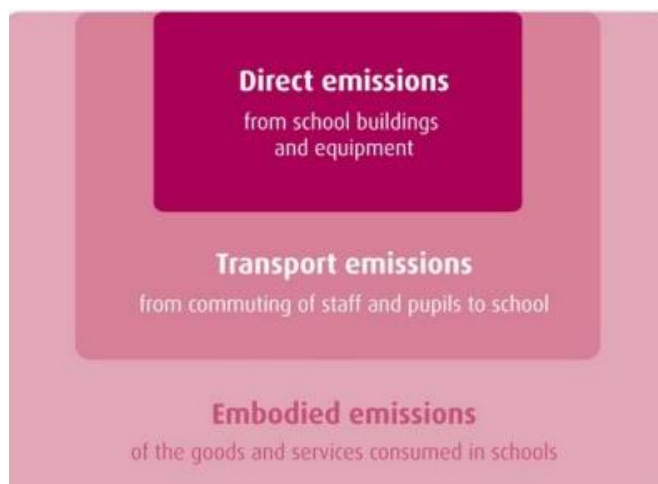 Direct emissions
from school buildings
and equipment
Transport emissions
from commuting of staff and pupils to school
Embodied emissions
of the goods and services consumed in schools